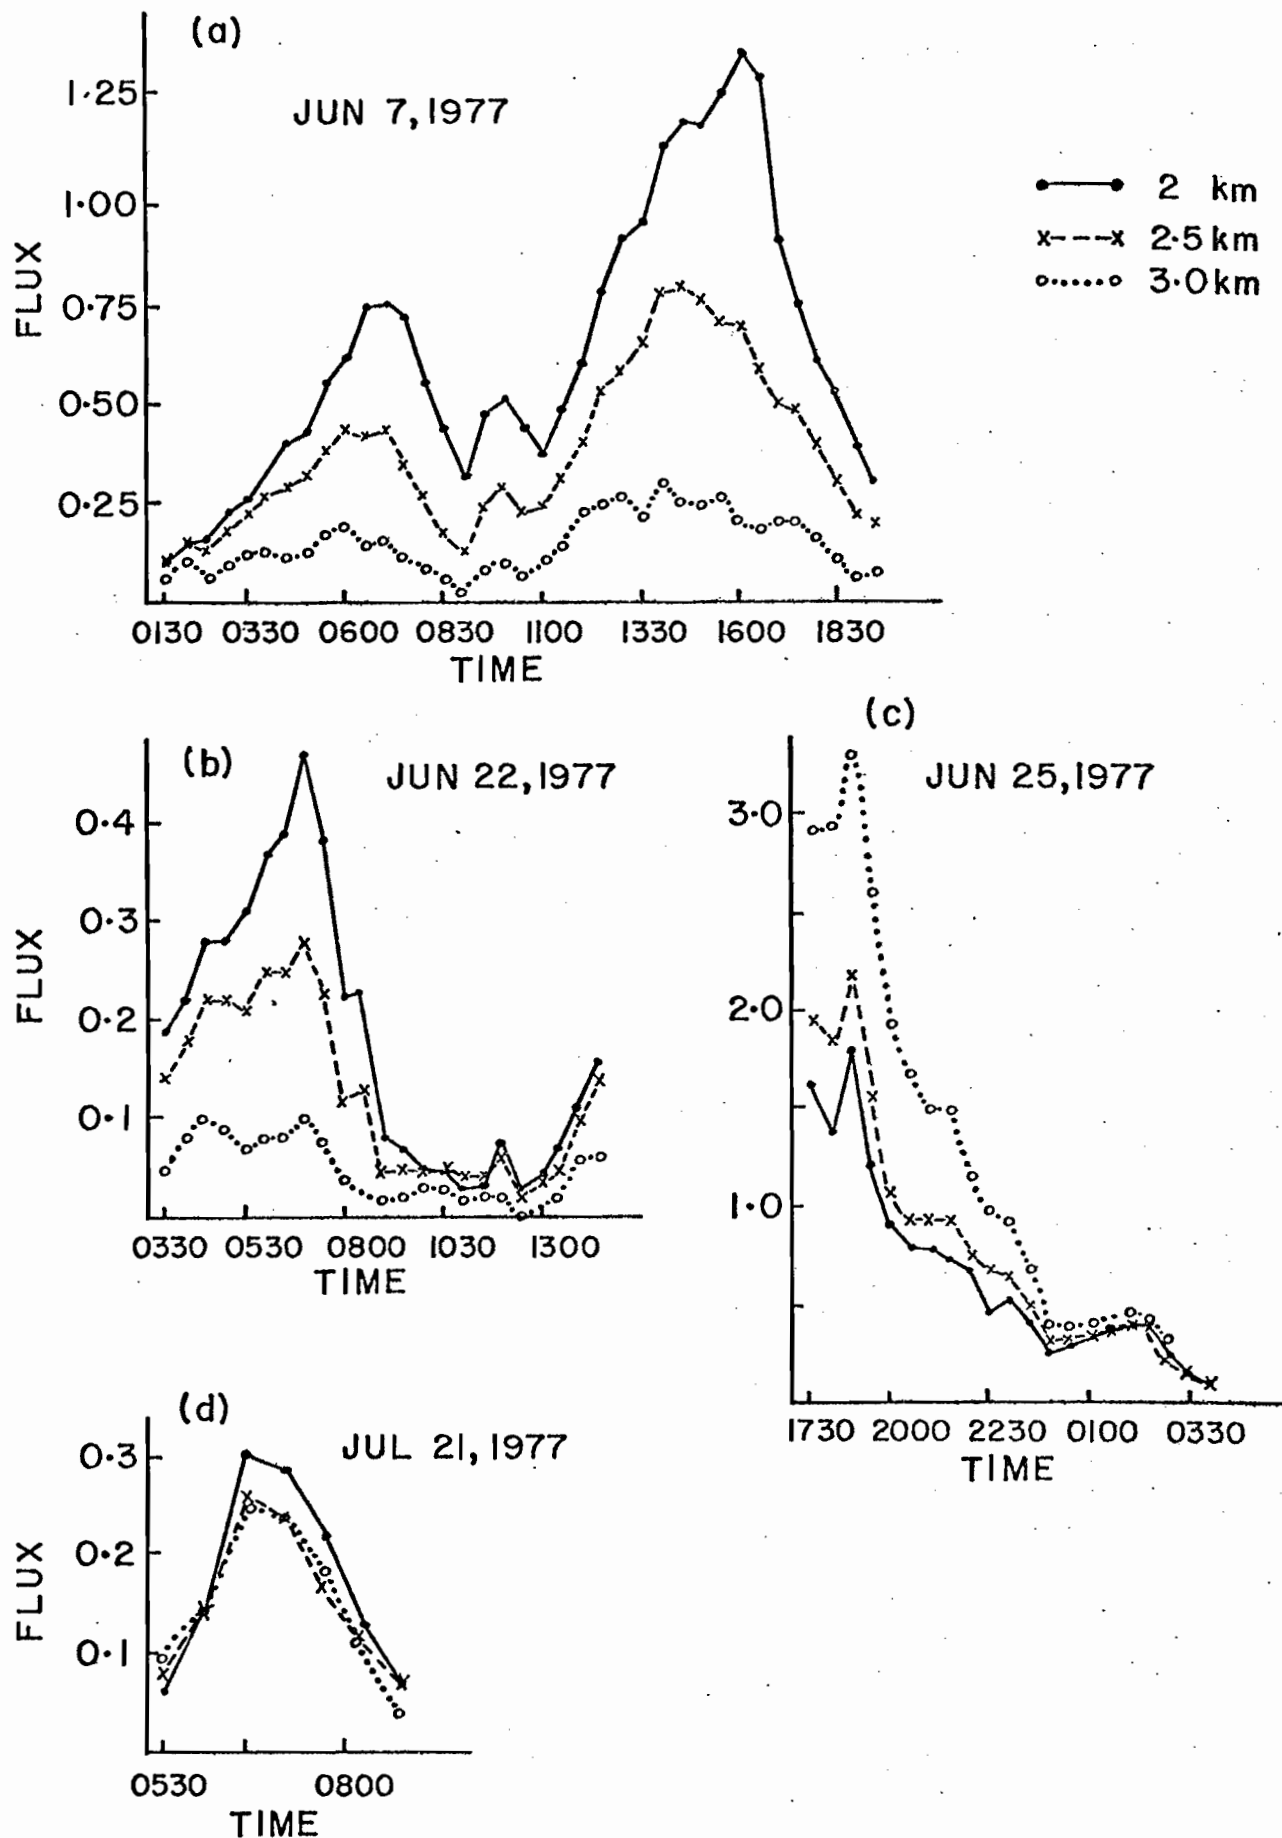 (a)
JUN 7, 1977
FLUX
1.25
1.00
0.75
0.50
0.25
0130 0330 0600 0830 1100 1330 1600 1830
TIME
2 km
2.5 km
3.0 km
(b)
JUN 22, 1977
FLUX
0.4
0.3
0.2
0.1
0330 0530 0800 1030 1300
TIME
(c)
JUN 25, 1977
3.0
2.0
1.0
1730 2000 2230 0100 0330
TIME
(d)
JUL 21, 1977
FLUX
0.3
0.2
0.1
0530 0800
TIME